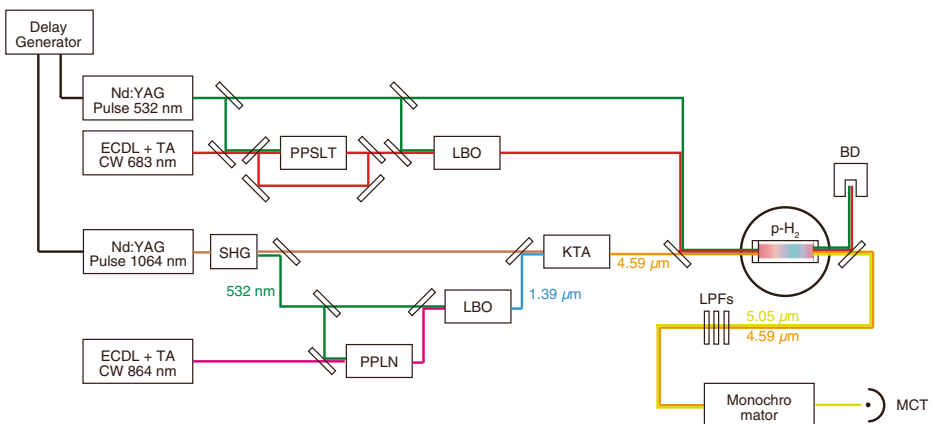 Delay
Generator
Nd:YAG
Pulse 532 nm
ECDL + TA
CW 683 nm
PPSLT
LBO
BD
p-H₂
Nd:YAG
Pulse 1064 nm
SHG
KTA
4.59 µm
532 nm
1.39 µm
LBO
LPFs
5.05 µm
4.59 µm
ECDL + TA
CW 864 nm
PPLN
Monochro
mator
MCT